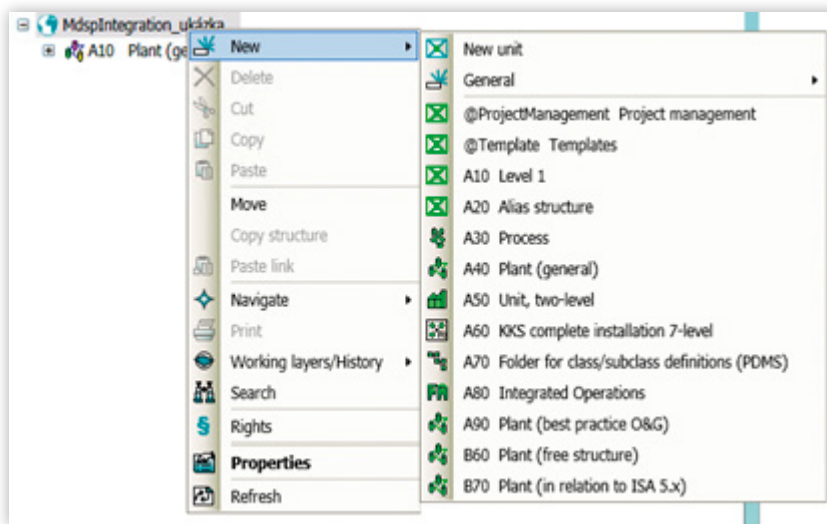 MdspIntegration_ukázka
A10 Plant (ge
New
Delete
Cut
Copy
Paste
Move
Copy structure
Paste link
Navigate
Print
Working layers/History
Search
Rights
Properties
Refresh
New unit
General
@ProjectManagement Project management
@Template Templates
A10 Level 1
A20 Alias structure
A30 Process
A40 Plant (general)
A50 Unit, two-level
A60 KKS complete installation 7-level
A70 Folder for class/subclass definitions (PDMS)
A80 Integrated Operations
A90 Plant (best practice O&G)
B60 Plant (free structure)
B70 Plant (in relation to ISA 5.x)